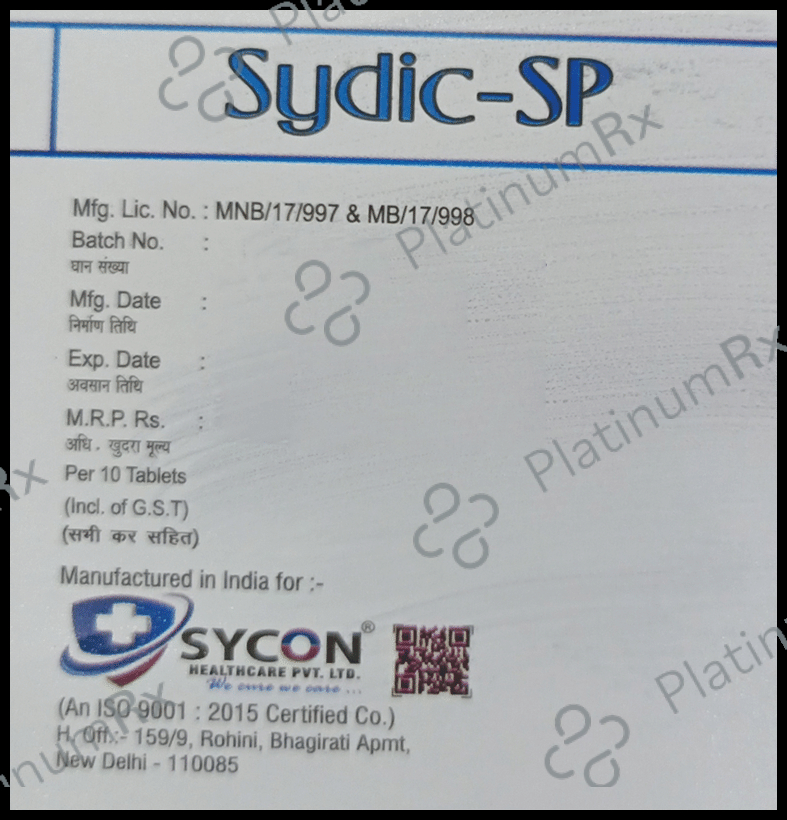 Sydic-SP
Mfg. Lic. No. : MNB/17/997 & MB/17/998
Batch No. :
घान संख्या
Mfg. Date :
निर्माण तिथि
Exp. Date :
अवसान तिथि
M.R.P. Rs. :
अधि . खुदरा मूल्य
Per 10 Tablets
(Incl. of G.S.T)
(सभी कर सहित)
Manufactured in India for :-
SYCON®
HEALTHCARE PVT. LTD.
We cure we care ...
(An ISO 9001 : 2015 Certified Co.)
H. Off.:- 159/9, Rohini, Bhagirati Apmt,
New Delhi - 110085
PlatinumRx
PlatinumRx